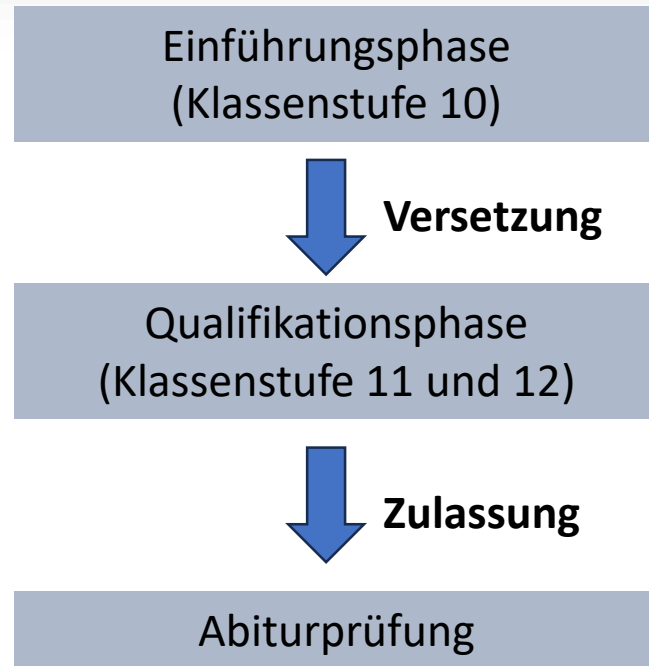 Einführungsphase
(Klassenstufe 10)
Versetzung
Qualifikationsphase
(Klassenstufe 11 und 12)
Zulassung
Abiturprüfung